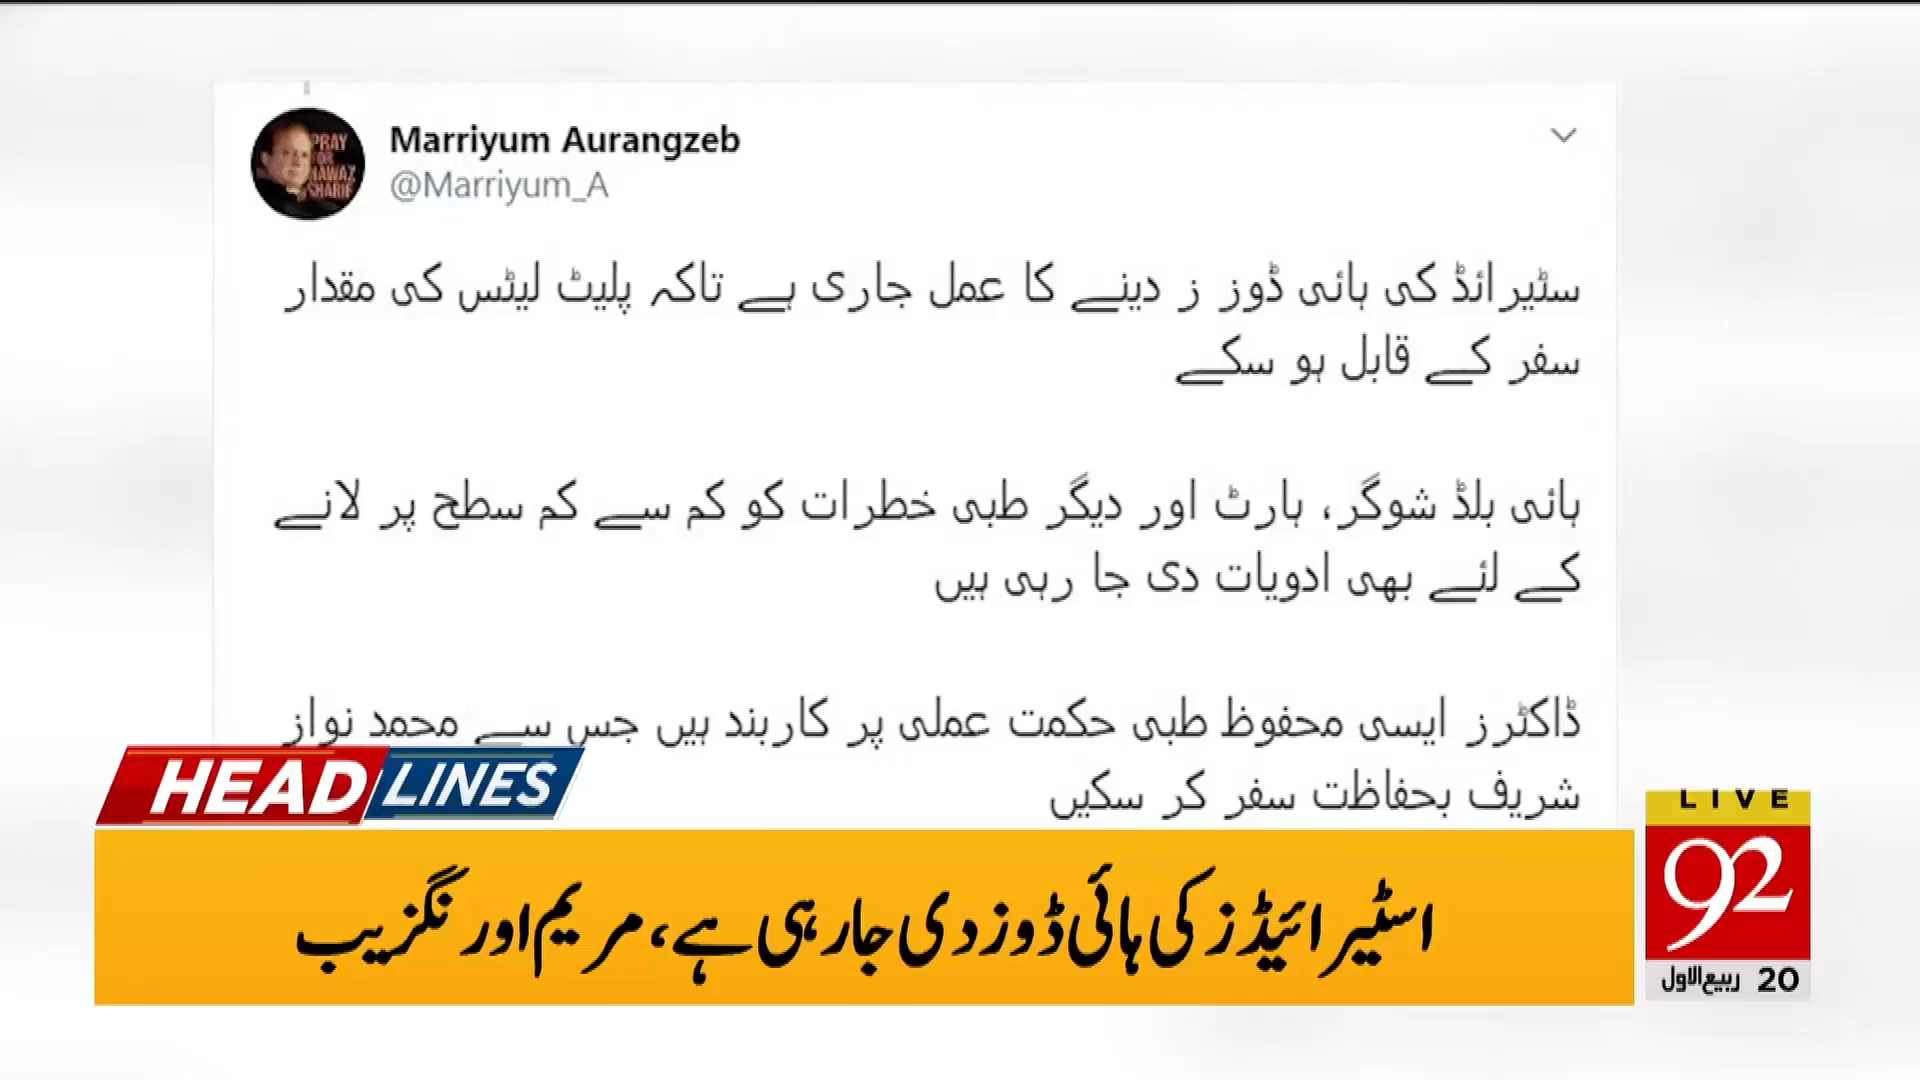 PRAY
FOR
NAWAZ
SHARIF
Marriyum Aurangzeb
@Marriyum_A
سٹیرائڈ کی ہائی ڈوز ز دینے کا عمل جاری ہے تاکہ پلیٹ لیٹس کی مقدار
سفر کے قابل ہو سکے
ہائی بلڈ شوگر، ہارٹ اور دیگر طبی خطرات کو کم سے کم سطح پر لانے
کے لئے بھی ادویات دی جا رہی ہیں
ڈاکٹرز ایسی محفوظ طبی حکمت عملی پر کاربند ہیں جس سے محمد نواز
شریف بحفاظت سفر کر سکیں
HEADLINES
اسٹیرائیڈز کی ہائی ڈوز دی جا رہی ہے، مریم اورنگزیب
LIVE
92
20 ربیع الاول